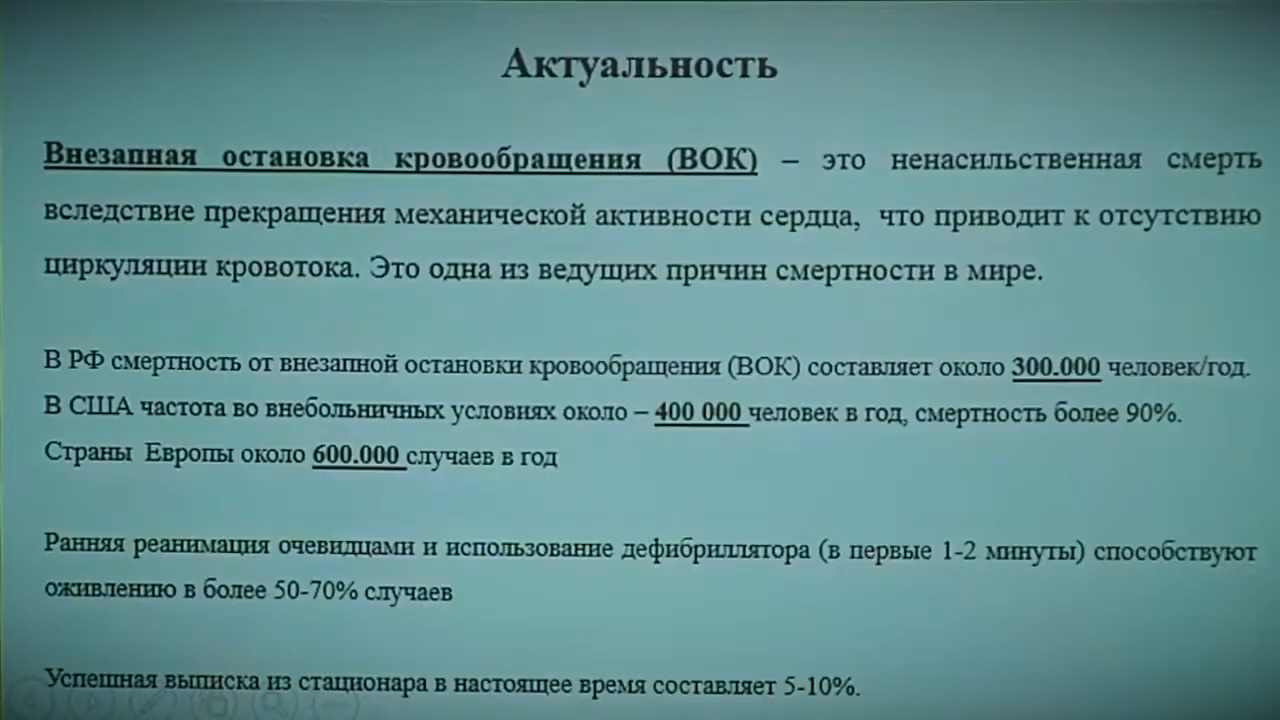 Актуальность
Внезапная остановка кровообращения (ВОК) – это ненасильственная смерть
вследствие прекращения механической активности сердца, что приводит к отсутствию
циркуляции кровотока. Это одна из ведущих причин смертности в мире.
В РФ смертность от внезапной остановки кровообращения (ВОК) составляет около 300.000 человек/год.
В США частота во внебольничных условиях около – 400 000 человек в год, смертность более 90%.
Страны Европы около 600.000 случаев в год
Ранняя реанимация очевидцами и использование дефибриллятора (в первые 1-2 минуты) способствуют
оживлению в более 50-70% случаев
Успешная выписка из стационара в настоящее время составляет 5-10%.